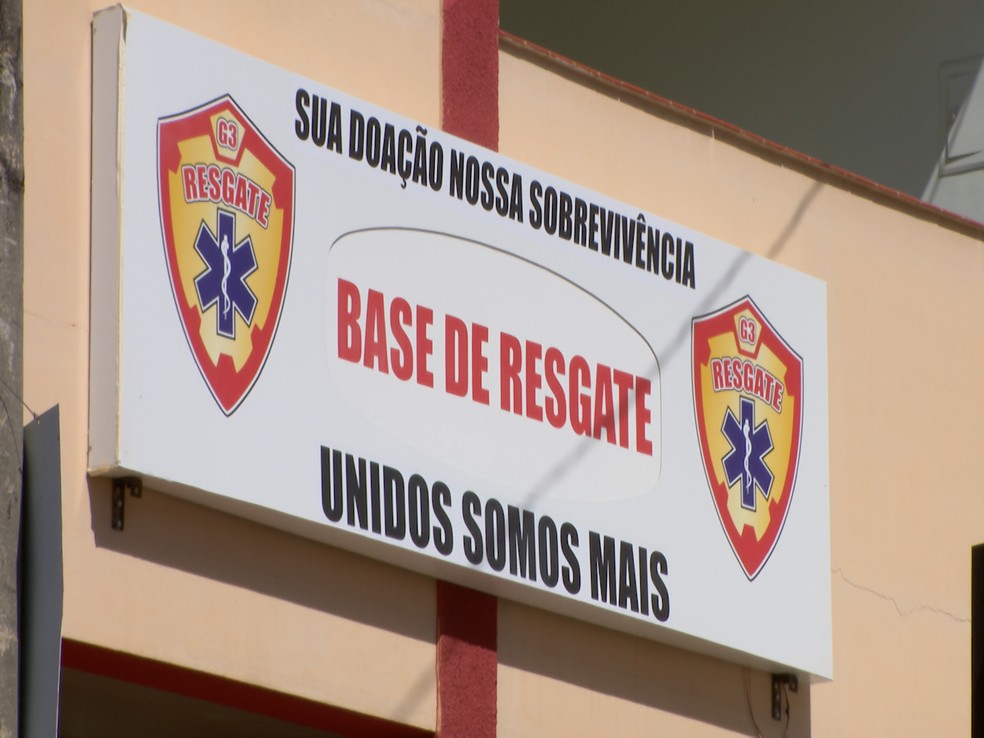 SUA DOAÇÃO NOSSA SOBREVIVÊNCIA
G3
RESGATE
BASE DE RESGATE
G3
RESGATE
UNIDOS SOMOS MAIS